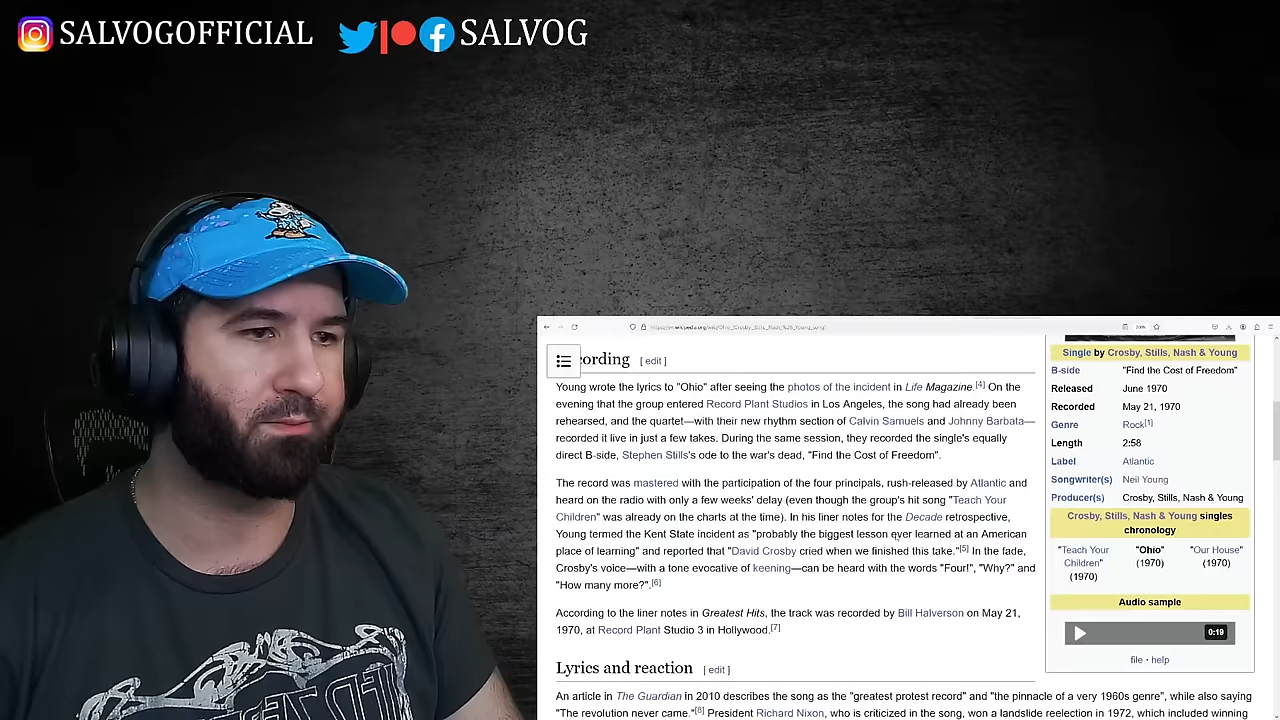 SALVOGOFFICIAL SALVOG
Single by Crosby, Stills, Nash & Young
cording [ edit ]
B-side "Find the Cost of Freedom"
Released June 1970
Recorded May 21, 1970
Genre Rock[1]
Length 2:58
Label Atlantic
Songwriter(s) Neil Young
Producer(s) Crosby, Stills, Nash & Young
Crosby, Stills, Nash & Young singles
chronology
"Teach Your "Ohio" "Our House"
Children" (1970) (1970)
(1970)
Audio sample
0:19
file · help
Young wrote the lyrics to "Ohio" after seeing the photos of the incident in Life Magazine.[4] On the
evening that the group entered Record Plant Studios in Los Angeles, the song had already been
rehearsed, and the quartet—with their new rhythm section of Calvin Samuels and Johnny Barbata—
recorded it live in just a few takes. During the same session, they recorded the single's equally
direct B-side, Stephen Stills's ode to the war's dead, "Find the Cost of Freedom".
The record was mastered with the participation of the four principals, rush-released by Atlantic and
heard on the radio with only a few weeks' delay (even though the group's hit song "Teach Your
Children" was already on the charts at the time). In his liner notes for the Decade retrospective,
Young termed the Kent State incident as "probably the biggest lesson ever learned at an American
place of learning" and reported that "David Crosby cried when we finished this take."[5] In the fade,
Crosby's voice—with a tone evocative of keening—can be heard with the words "Four!", "Why?" and
"How many more?".[6]
According to the liner notes in Greatest Hits, the track was recorded by Bill Halverson on May 21,
1970, at Record Plant Studio 3 in Hollywood.[7]
Lyrics and reaction [ edit ]
An article in The Guardian in 2010 describes the song as the "greatest protest record" and "the pinnacle of a very 1960s genre", while also saying
"The revolution never came."[8] President Richard Nixon, who is criticized in the song, won a landslide reelection in 1972, which included winning